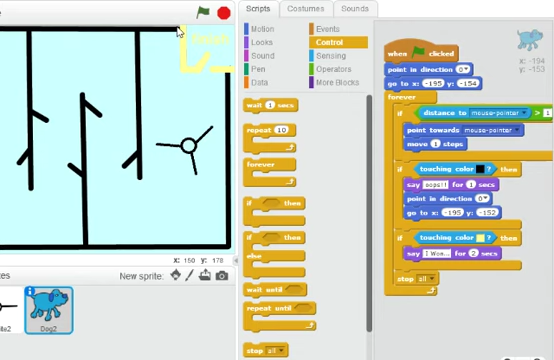 Scripts Costumes Sounds
Motion Events
Looks Control
Sound Sensing
Pen Operators
Data More Blocks
wait 1 secs
repeat 10
forever
if then
if then
else
wait until
repeat until
stop all
x: 150 y: 178
New sprite:
Dog2
x: -194
y: -153
when clicked
point in direction 0
go to x: -195 y: -154
forever
if distance to mouse-pointer > 1
point towards mouse-pointer
move 1 steps
if touching color ? then
say oops!! for 1 secs
point in direction 0
go to x: -195 y: -152
if touching color ? then
say I Won... for 2 secs
stop all